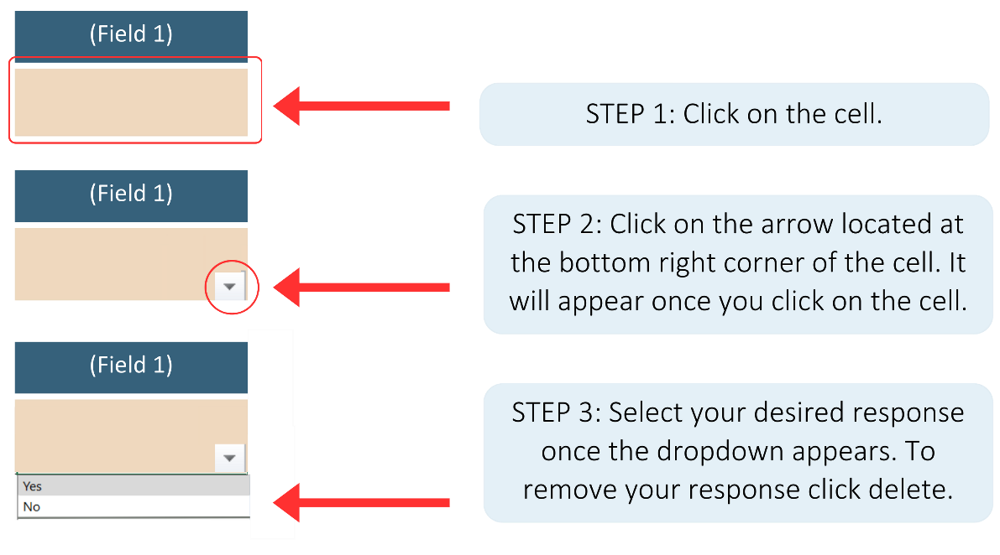 (Field 1)
STEP 1: Click on the cell.
(Field 1)
STEP 2: Click on the arrow located at
the bottom right corner of the cell. It
will appear once you click on the cell.
(Field 1)
Yes
No
STEP 3: Select your desired response
once the dropdown appears. To
remove your response click delete.